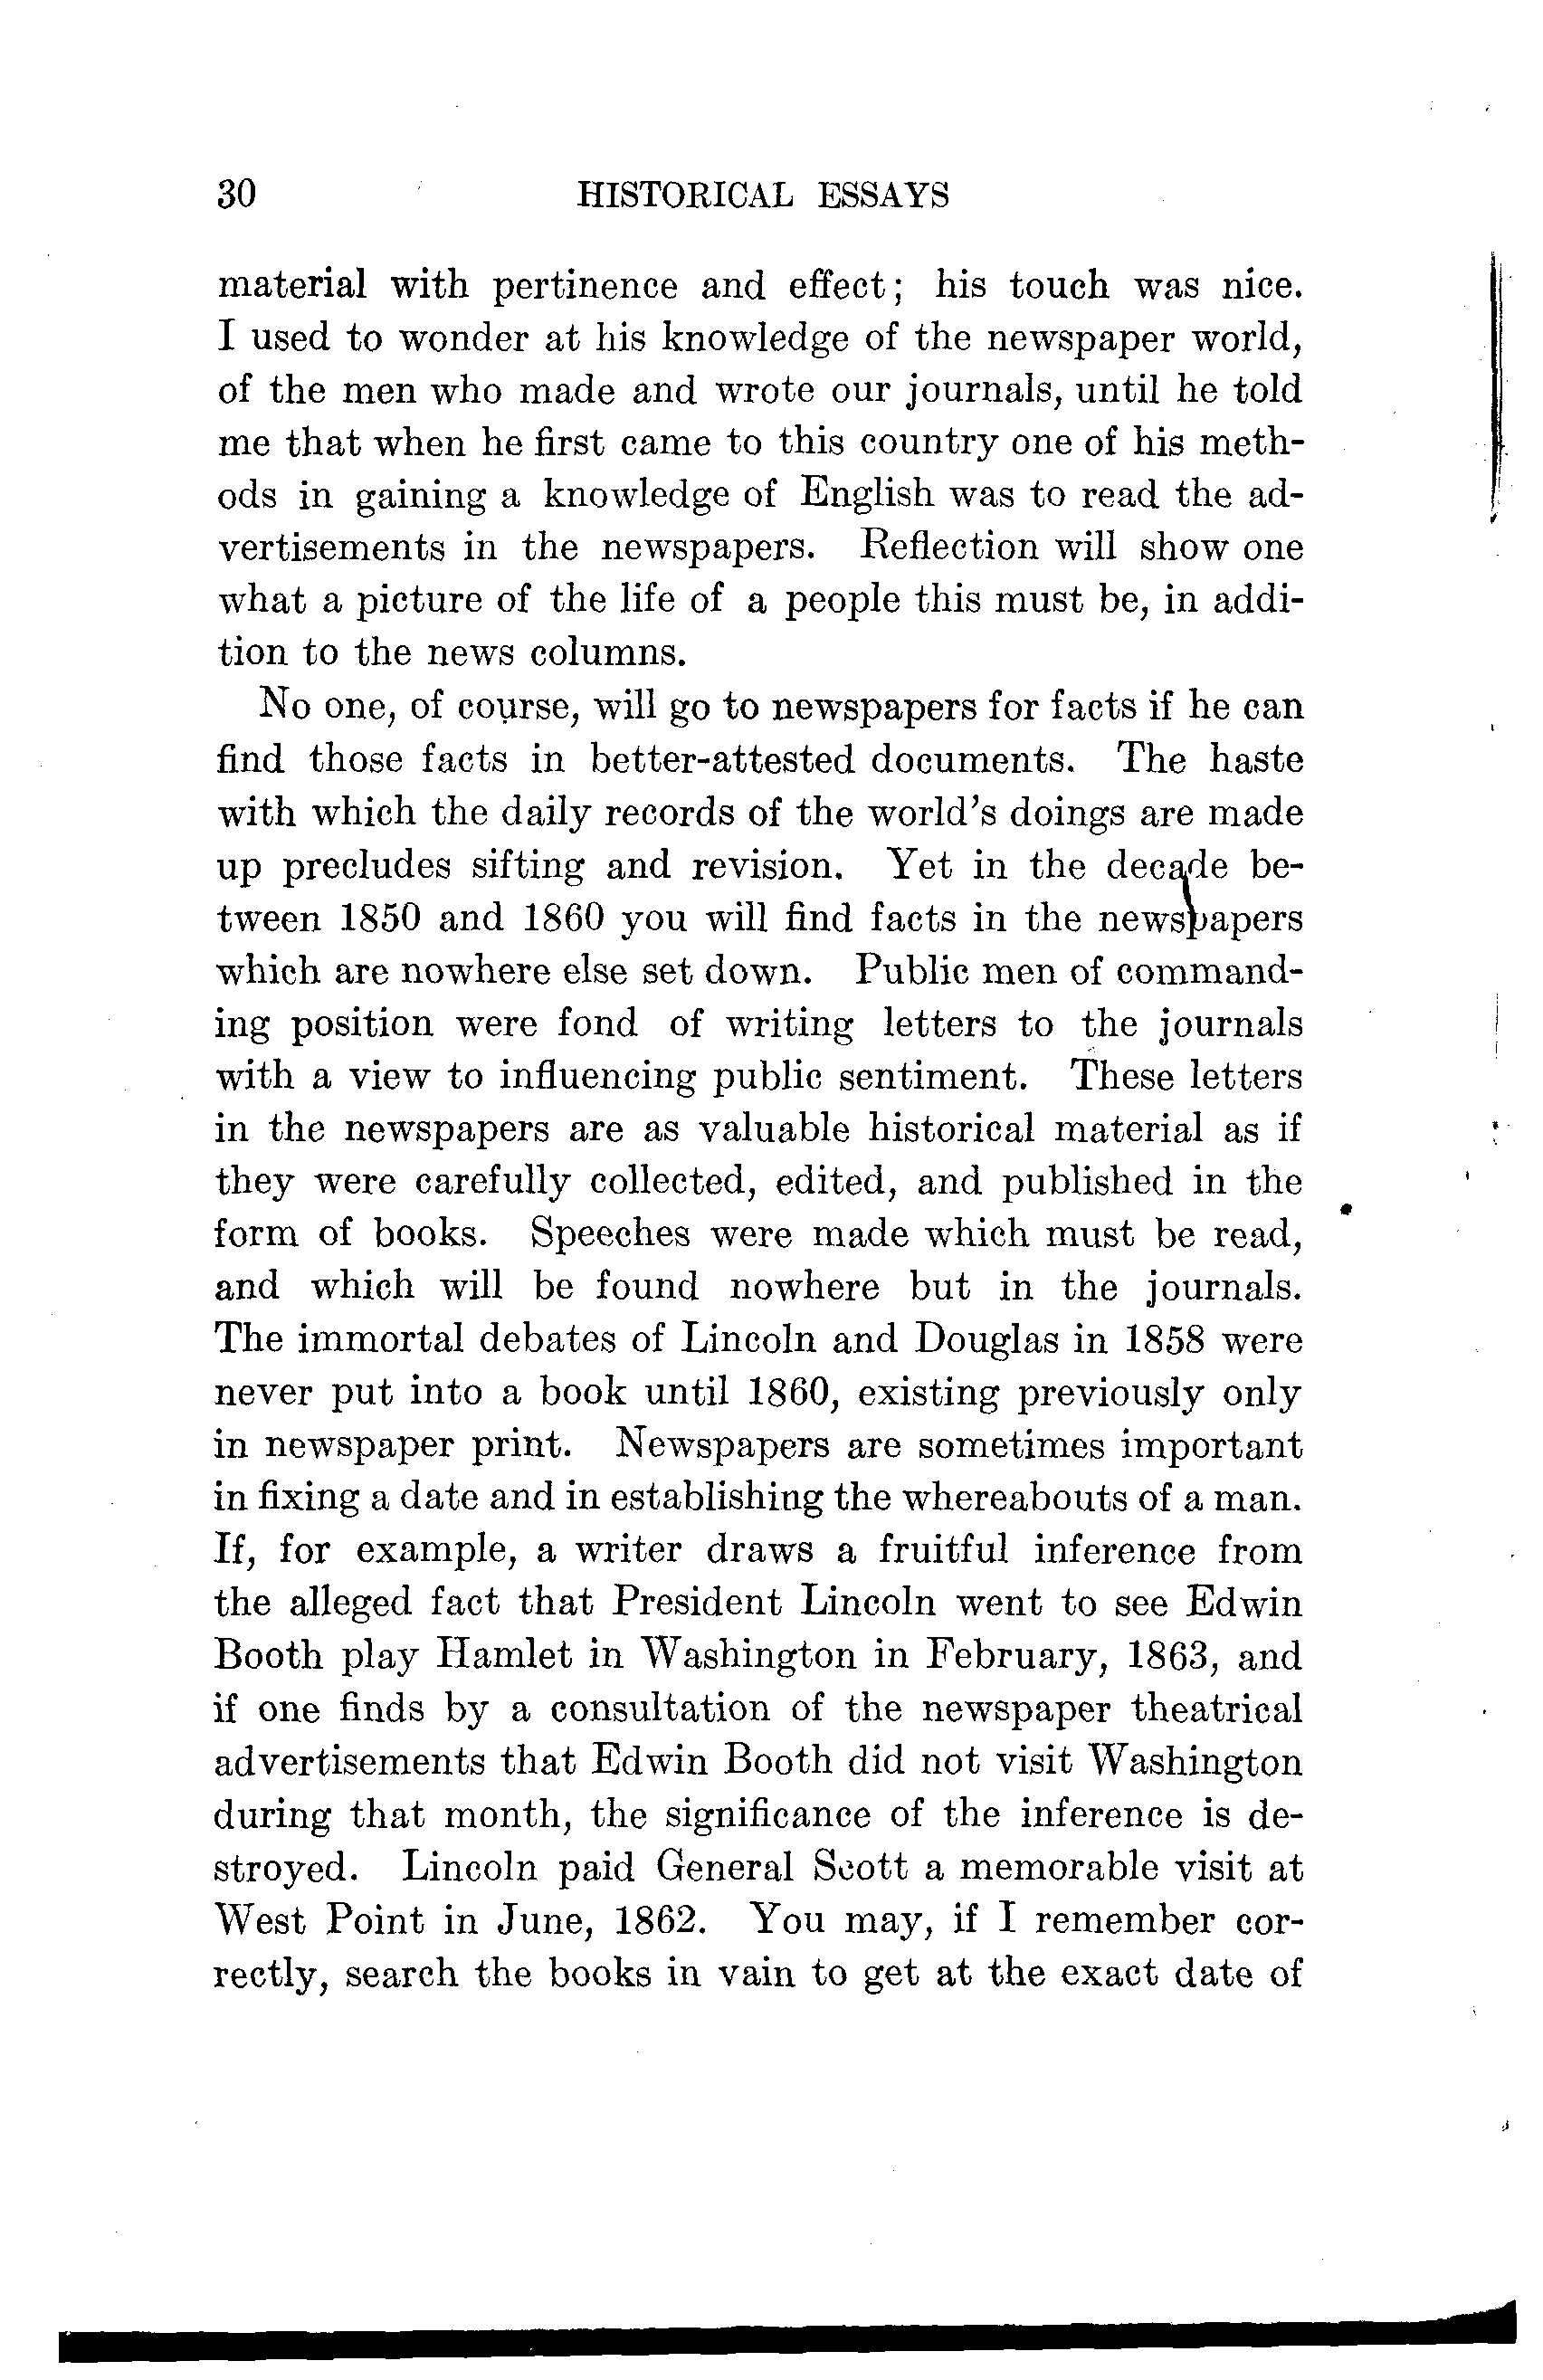 30 HISTORICAL ESSAYS
material with pertinence and effect; his touch was nice.
I used to wonder at his knowledge of the newspaper world,
of the men who made and wrote our journals, until he told
me that when he first came to this country one of his meth-
ods in gaining a knowledge of English was to read the ad-
vertisements in the newspapers. Reflection will show one
what a picture of the life of a people this must be, in addi-
tion to the news columns.
No one, of course, will go to newspapers for facts if he can
find those facts in better-attested documents. The haste
with which the daily records of the world's doings are made
up precludes sifting and revision. Yet in the decade be-
tween 1850 and 1860 you will find facts in the newspapers
which are nowhere else set down. Public men of command-
ing position were fond of writing letters to the journals
with a view to influencing public sentiment. These letters
in the newspapers are as valuable historical material as if
they were carefully collected, edited, and published in the
form of books. Speeches were made which must be read,
and which will be found nowhere but in the journals.
The immortal debates of Lincoln and Douglas in 1858 were
never put into a book until 1860, existing previously only
in newspaper print. Newspapers are sometimes important
in fixing a date and in establishing the whereabouts of a man.
If, for example, a writer draws a fruitful inference from
the alleged fact that President Lincoln went to see Edwin
Booth play Hamlet in Washington in February, 1863, and
if one finds by a consultation of the newspaper theatrical
advertisements that Edwin Booth did not visit Washington
during that month, the significance of the inference is de-
stroyed. Lincoln paid General Scott a memorable visit at
West Point in June, 1862. You may, if I remember cor-
rectly, search the books in vain to get at the exact date of